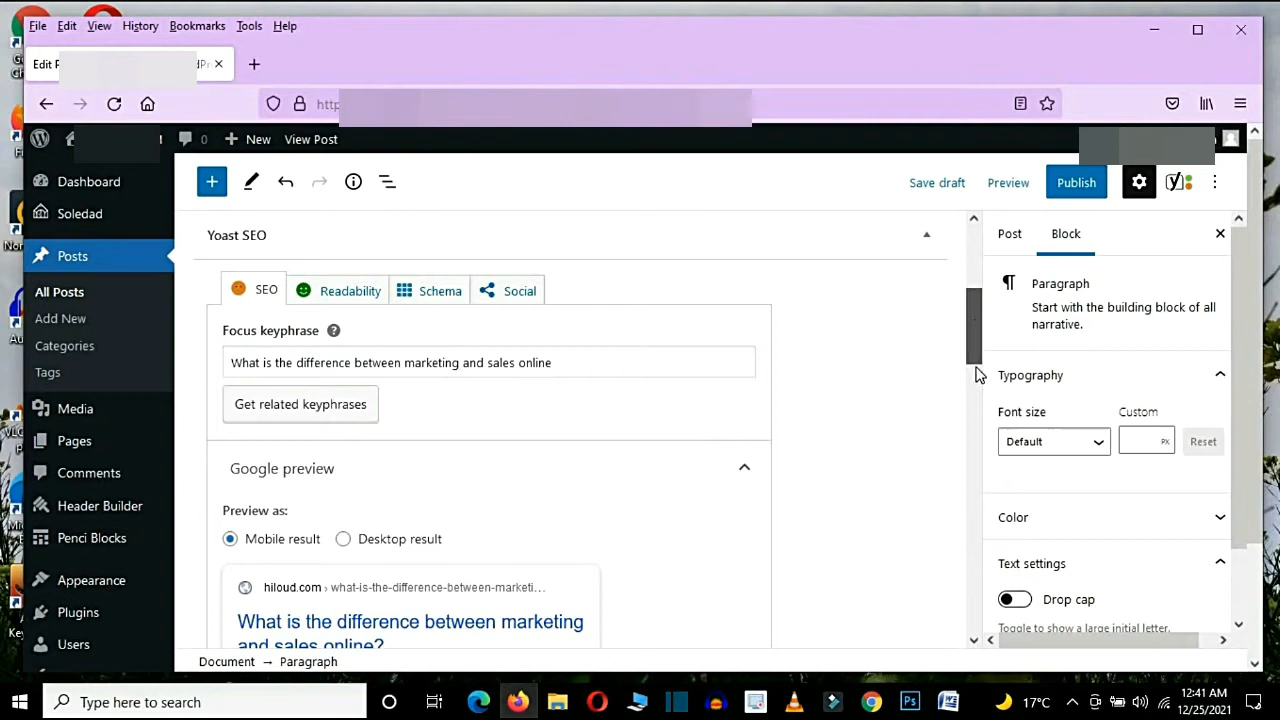 File Edit View History Bookmarks Tools Help
Edit P
http
0 New View Post
Dashboard
Soledad
Posts
All Posts
Add New
Categories
Tags
Media
Pages
Comments
Header Builder
Penci Blocks
Appearance
Plugins
Users
Save draft Preview Publish
Yoast SEO
SEO Readability Schema Social
Focus keyphrase ?
What is the difference between marketing and sales online
Get related keyphrases
Google preview
Preview as:
Mobile result Desktop result
hiloud.com › what-is-the-difference-between-marketi…
What is the difference between marketing
and sales online?
Document → Paragraph
Post Block
Paragraph
Start with the building block of all
narrative.
Typography
Font size Custom
Default PX Reset
Color
Text settings
Drop cap
Toggle to show a large initial letter.
Type here to search
17°C
12:41 AM
12/25/2021